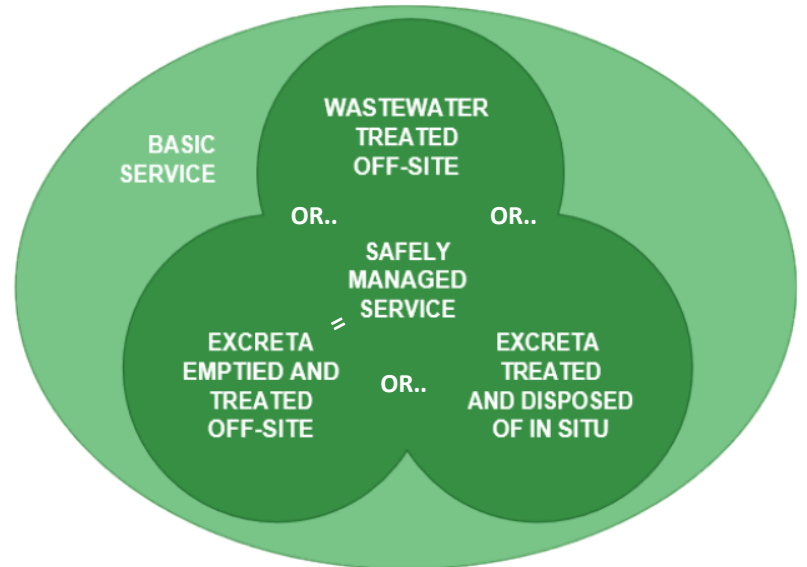 WASTEWATER
TREATED
OFF-SITE
BASIC
SERVICE
OR..
OR..
SAFELY
MANAGED
SERVICE
=
EXCRETA
EMPTIED AND
TREATED
OFF-SITE
OR..
EXCRETA
TREATED
AND DISPOSED
OF IN SITU